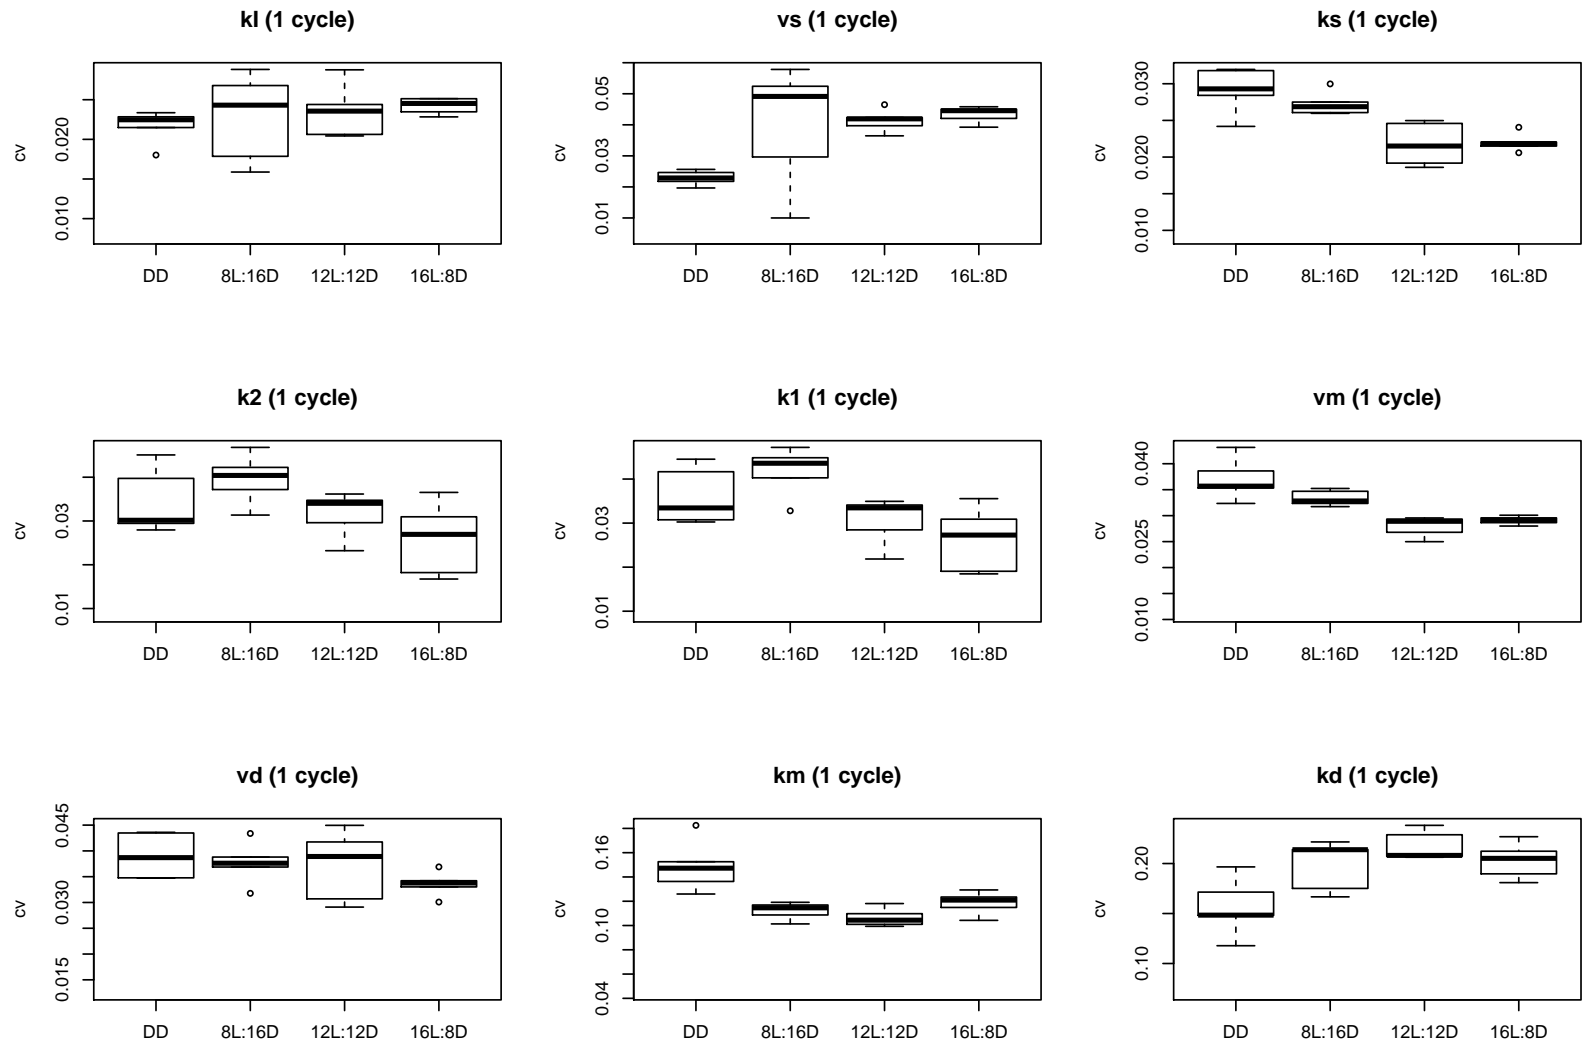 kl (1 cycle)
cv
0.010 0.020
DD 8L:16D 12L:12D 16L:8D
vs (1 cycle)
cv
0.01 0.03 0.05
DD 8L:16D 12L:12D 16L:8D
ks (1 cycle)
cv
0.010 0.020 0.030
DD 8L:16D 12L:12D 16L:8D
k2 (1 cycle)
cv
0.01 0.03
DD 8L:16D 12L:12D 16L:8D
k1 (1 cycle)
cv
0.01 0.03
DD 8L:16D 12L:12D 16L:8D
vm (1 cycle)
cv
0.010 0.025 0.040
DD 8L:16D 12L:12D 16L:8D
vd (1 cycle)
cv
0.015 0.030 0.045
DD 8L:16D 12L:12D 16L:8D
km (1 cycle)
cv
0.04 0.10 0.16
DD 8L:16D 12L:12D 16L:8D
kd (1 cycle)
cv
0.10 0.20
DD 8L:16D 12L:12D 16L:8D